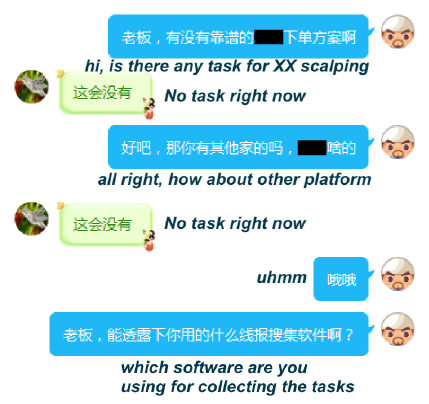 老板，有没有靠谱的下单方案啊
hi, is there any task for XX scalping
这会没有
No task right now
好吧，那你有其他家的吗，啥的
all right, how about other platform
这会没有
No task right now
uhmm
哦哦
老板，能透露下你用的什么线报搜集软件啊？
which software are you
using for collecting the tasks